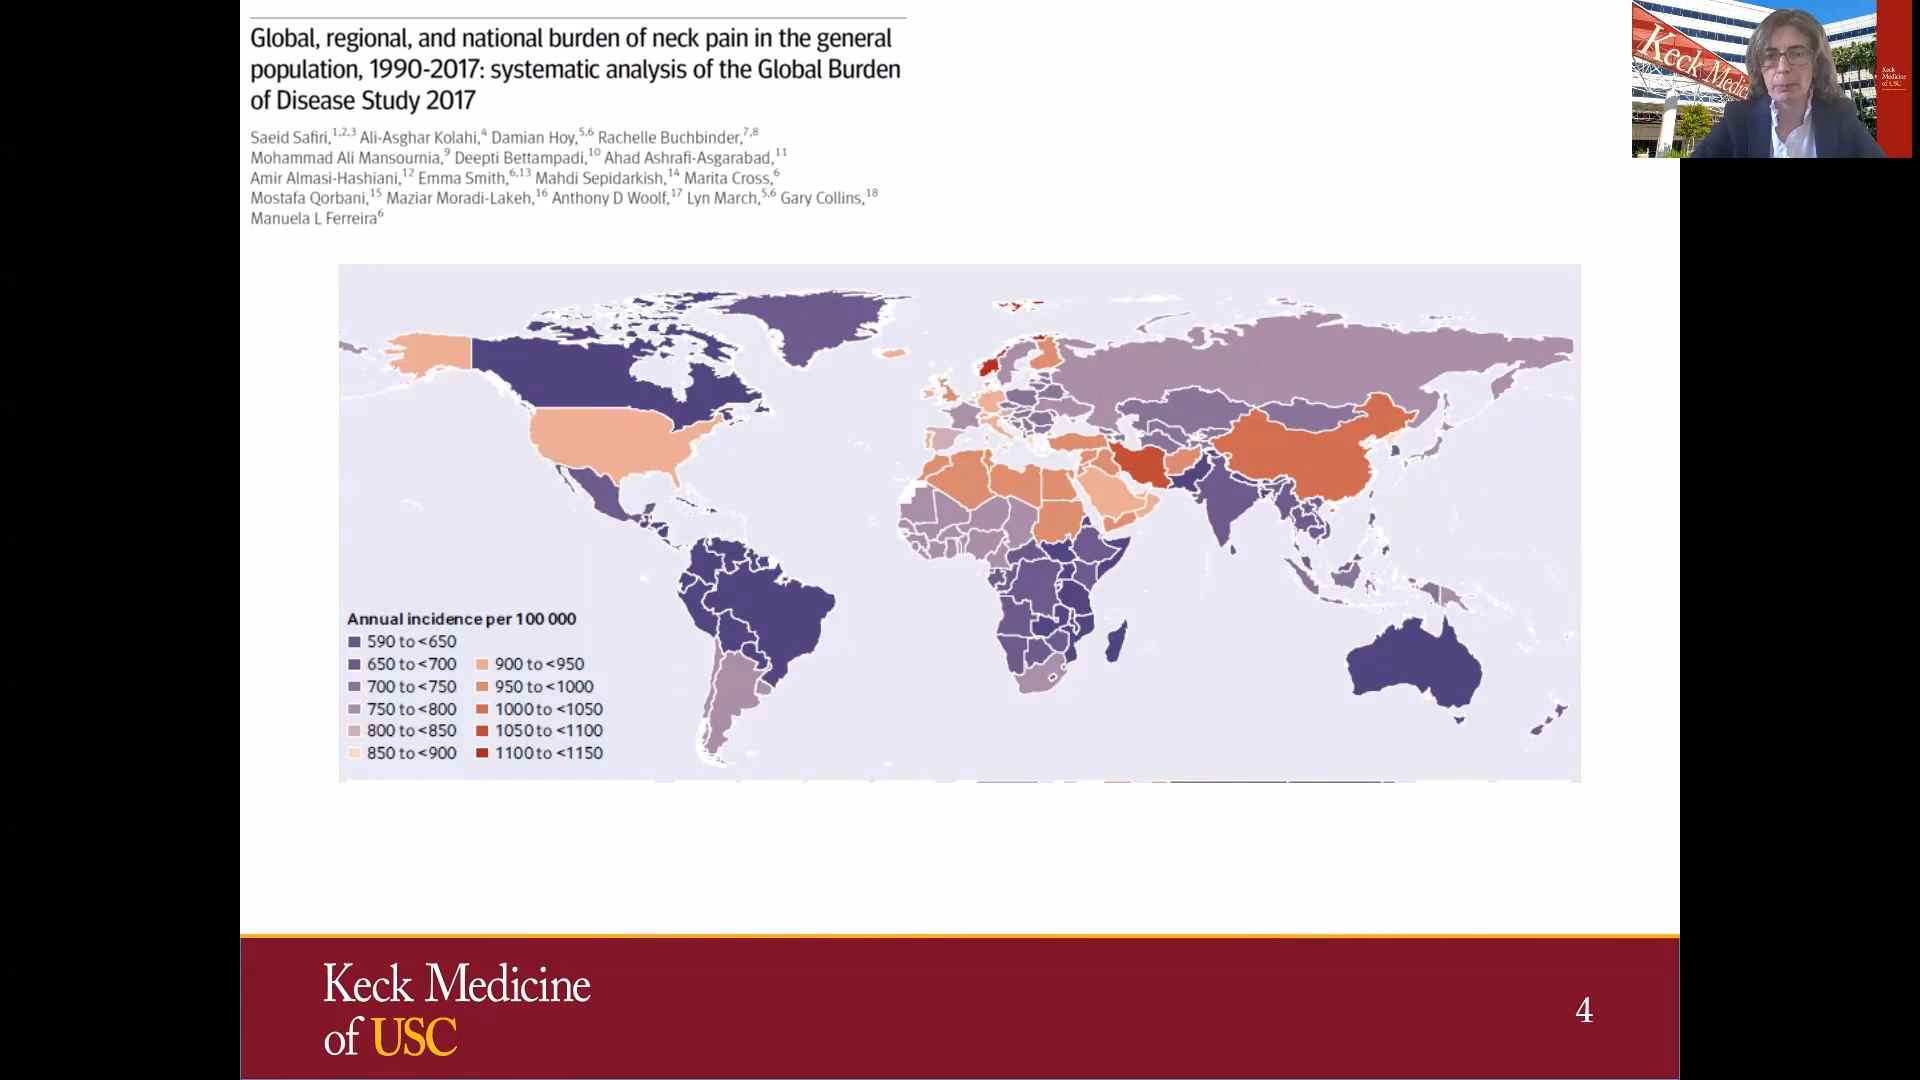 Global, regional, and national burden of neck pain in the general
population, 1990-2017: systematic analysis of the Global Burden
of Disease Study 2017
Saeid Safiri,1,2,3 Ali-Asghar Kolahi,4 Damian Hoy,5,6 Rachelle Buchbinder,7,8
Mohammad Ali Mansournia,9 Deepti Bettampadi,10 Ahad Ashrafi-Asgarabad,11
Amir Almasi-Hashiani,12 Emma Smith,6,13 Mahdi Sepidarkish,14 Marita Cross,6
Mostafa Qorbani,15 Maziar Moradi-Lakeh,16 Anthony D Woolf,17 Lyn March,5,6 Gary Collins,18
Manuela L Ferreira6
Keck Medic
Keck
Medicine
of USC
Annual incidence per 100 000
590 to <650
650 to <700 900 to <950
700 to <750 950 to <1000
750 to <800 1000 to <1050
800 to <850 1050 to <1100
850 to <900 1100 to <1150
Keck Medicine
of USC
4